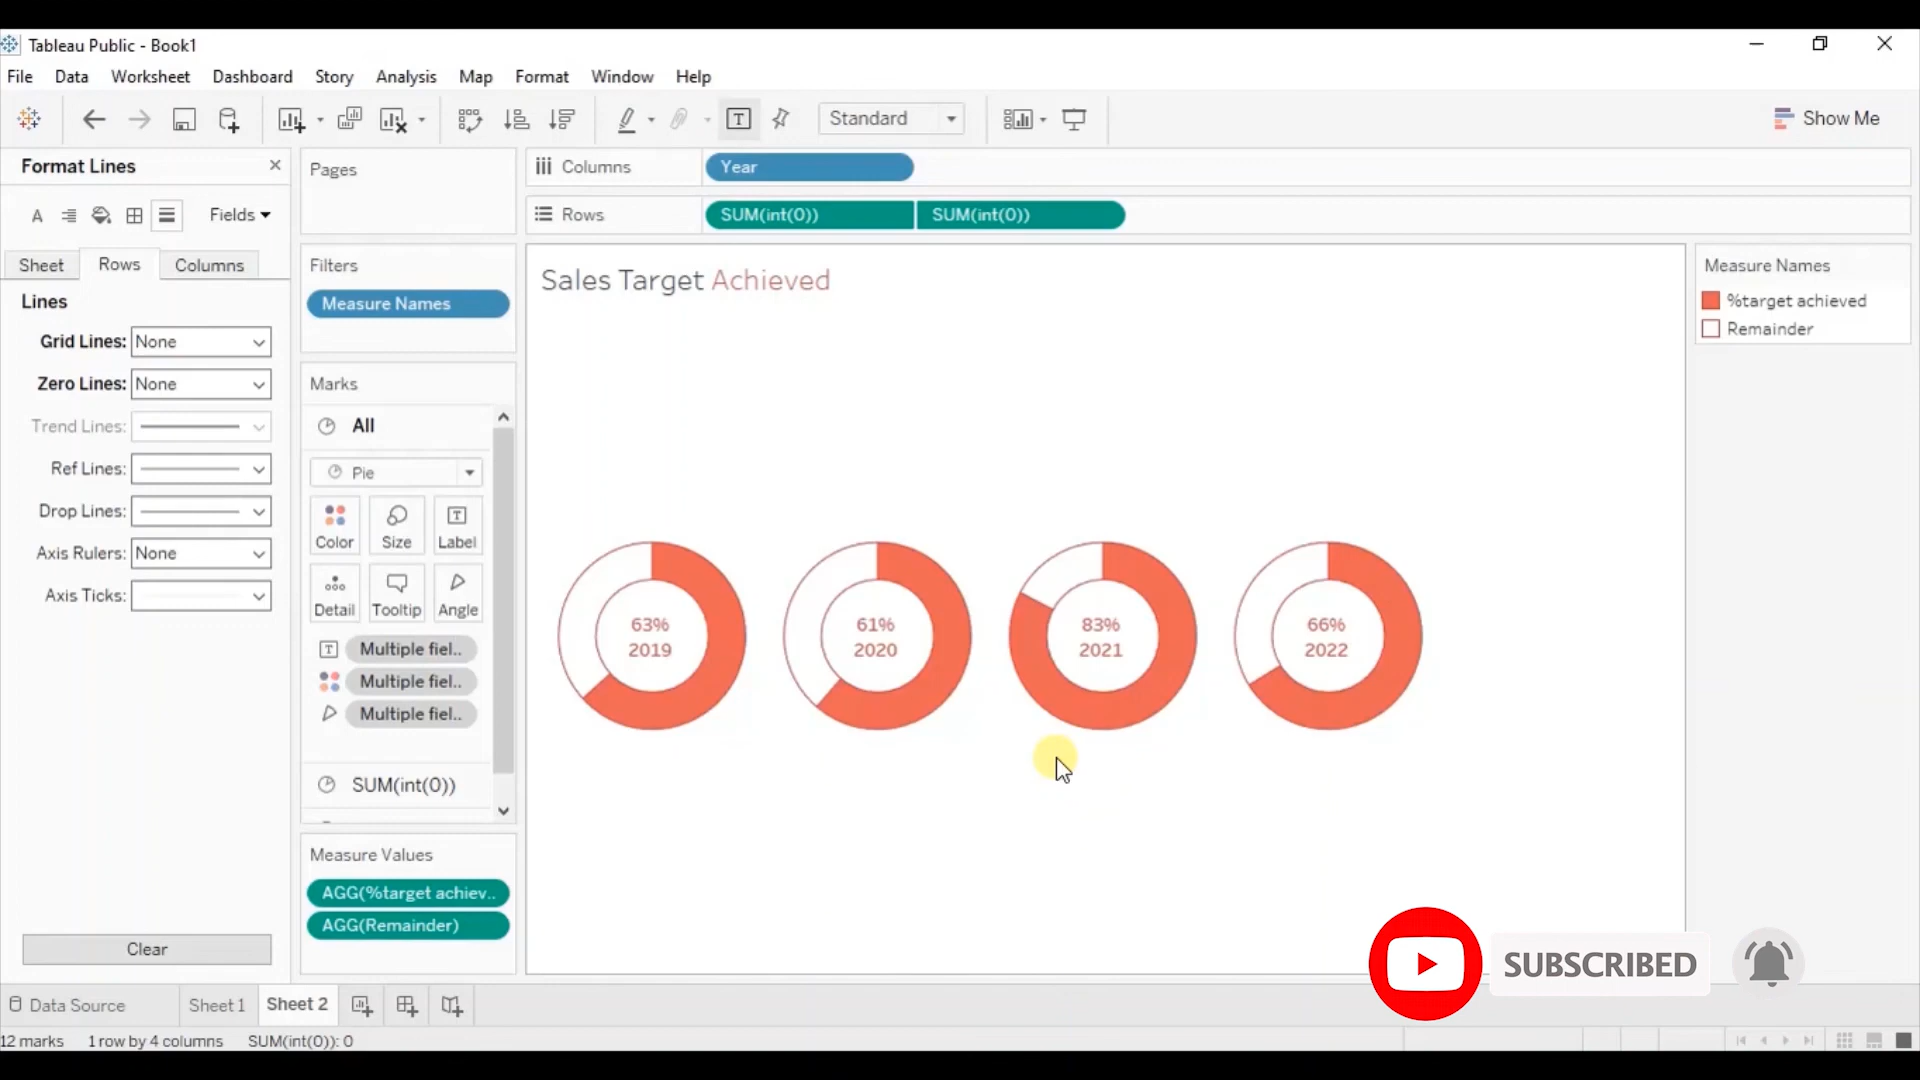 Tableau Public - Book1
File Data Worksheet Dashboard Story Analysis Map Format Window Help
Standard
Show Me
Format Lines
Fields
Sheet Rows Columns
Lines
Grid Lines: None
Zero Lines: None
Trend Lines:
Ref Lines:
Drop Lines:
Axis Rulers: None
Axis Ticks:
Clear
Pages
Filters
Measure Names
Marks
All
Pie
Color Size Label
Detail Tooltip Angle
Multiple fiel..
Multiple fiel..
Multiple fiel..
SUM(int(0))
Measure Values
AGG(%target achiev..
AGG(Remainder)
Columns Year
Rows SUM(int(0)) SUM(int(0))
Sales Target Achieved
63%
2019
61%
2020
83%
2021
66%
2022
Measure Names
%target achieved
Remainder
SUBSCRIBED
Data Source Sheet 1 Sheet 2
12 marks 1 row by 4 columns SUM(int(0)): 0